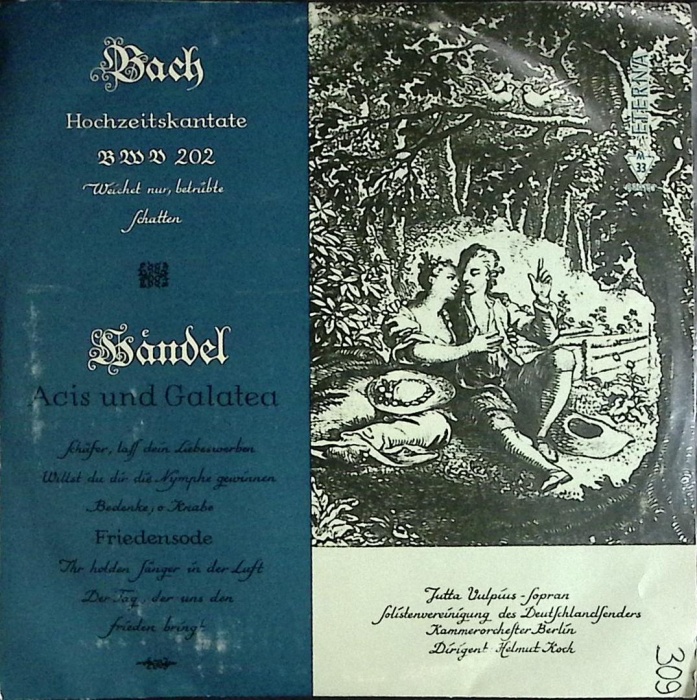 Bach
Hochzeitskantate
BWV 202
Weichet nur, betrübte
Schatten
Händel
Acis und Galatea
Schäfer, lass dein Liebeswerben
Willst du dir die Nymphe gewinnen
Bedenke, o Knabe
Friedensode
Ihr holden Sänger in der Luft
Der Tag, der uns den
Frieden bringt
ETERNA
M
33
Jutta Vulpius - Sopran
Solistenvereinigung des Deutschlandsenders
Kammerorchester Berlin
Dirigent Helmut Koch
309